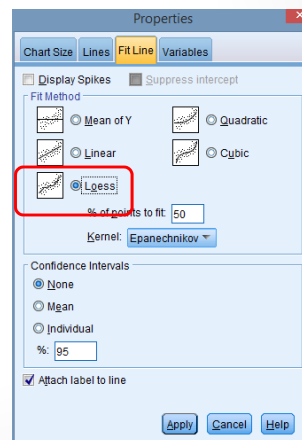 Properties
Chart Size Lines Fit Line Variables
Display Spikes Suppress intercept
Fit Method
Mean of Y Quadratic
Linear Cubic
Loess
% of points to fit: 50
Kernel: Epanechnikov
Confidence Intervals
None
Mean
Individual
%: 95
Attach label to line
Apply Cancel Help